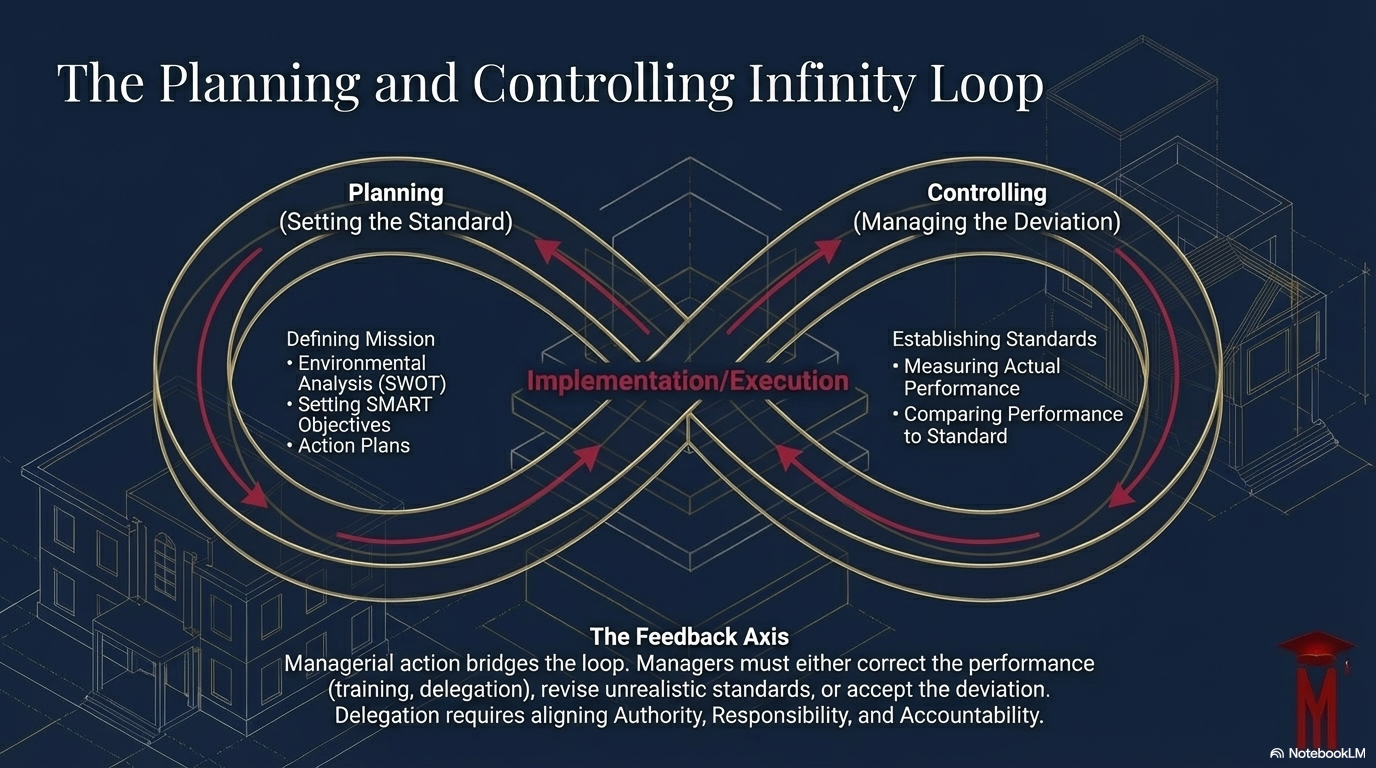 The Planning and Controlling Infinity Loop
Planning
(Setting the Standard)
Controlling
(Managing the Deviation)
Defining Mission
• Environmental
Analysis (SWOT)
• Setting SMART
Objectives
• Action Plans
Implementation/Execution
Establishing Standards
• Measuring Actual
Performance
• Comparing Performance
to Standard
The Feedback Axis
Managerial action bridges the loop. Managers must either correct the performance
(training, delegation), revise unrealistic standards, or accept the deviation.
Delegation requires aligning Authority, Responsibility, and Accountability.
M
NotebookLM